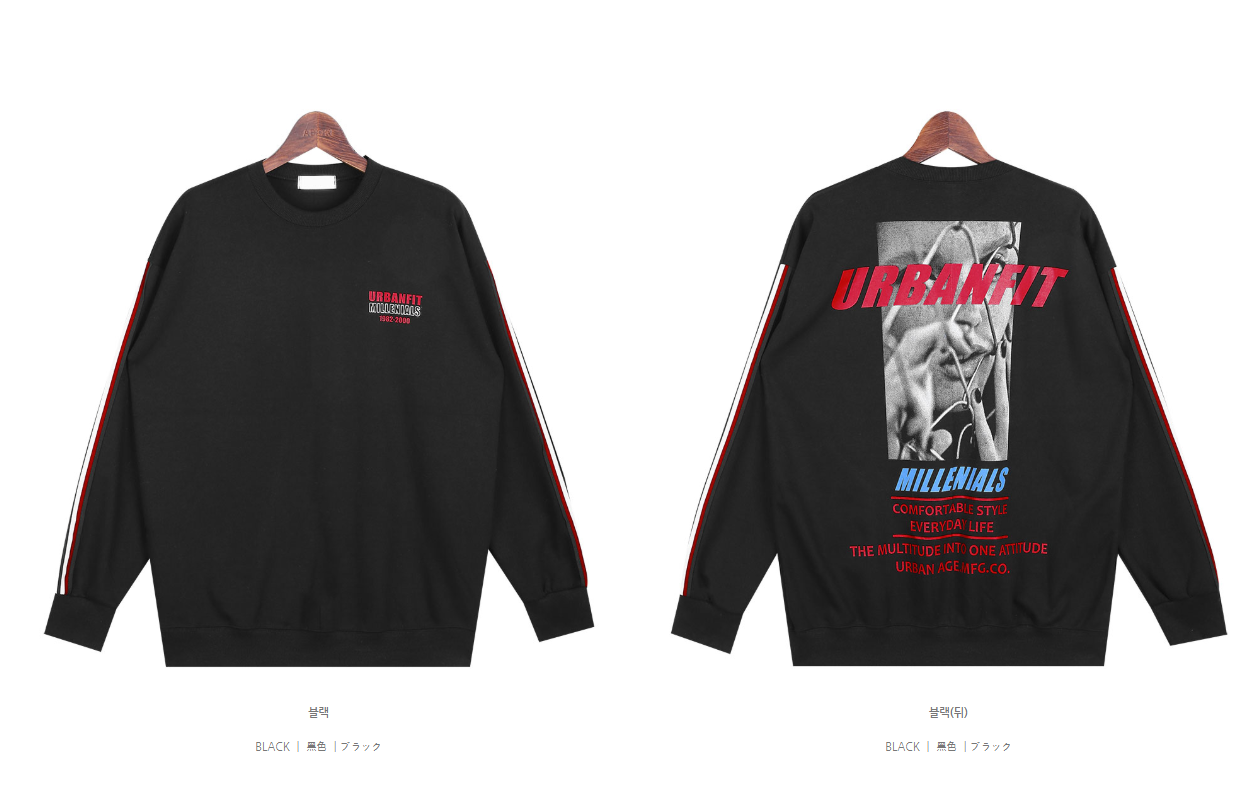 URBANFIT
MILLENIALS
1982-2000
URBANFIT
MILLENIALS
COMFORTABLE STYLE
EVERYDAY LIFE
THE MULTITUDE INTO ONE ATTITUDE
URBAN AGE.MFG.CO.
블랙
BLACK | 黑色 | ブラック
블랙(뒤)
BLACK | 黑色 | ブラック